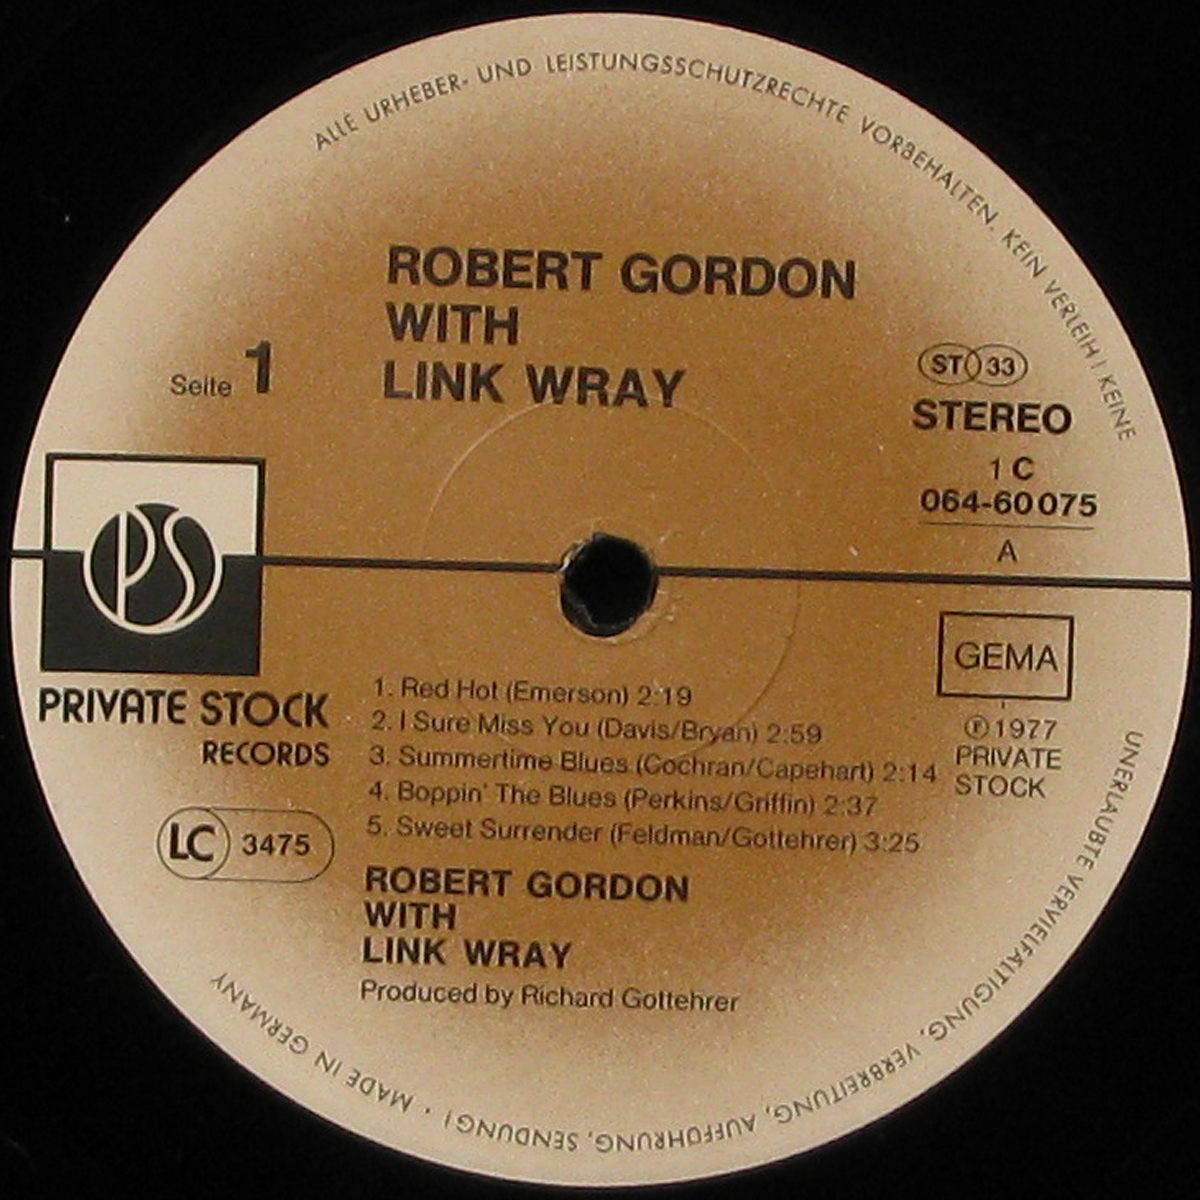 ALLE URHEBER- UND LEISTUNGSSCHUTZRECHTE VORBEHALTEN. KEIN VERLEIH! KEINE
UNERLAUBTE VERVIELFÄLTIGUNG, VERBREITUNG, AUFFÜHRUNG, SENDUNG! · MADE IN GERMANY
ROBERT GORDON
WITH
LINK WRAY
Seite 1
ST 33
STEREO
1 C
064-60075
A
PS
PRIVATE STOCK
RECORDS
GEMA
℗ 1977
PRIVATE
STOCK
1. Red Hot (Emerson) 2:19
2. I Sure Miss You (Davis/Bryan) 2:59
3. Summertime Blues (Cochran/Capehart) 2:14
4. Boppin' The Blues (Perkins/Griffin) 2:37
5. Sweet Surrender (Feldman/Gottehrer) 3:25
LC 3475
ROBERT GORDON
WITH
LINK WRAY
Produced by Richard Gottehrer